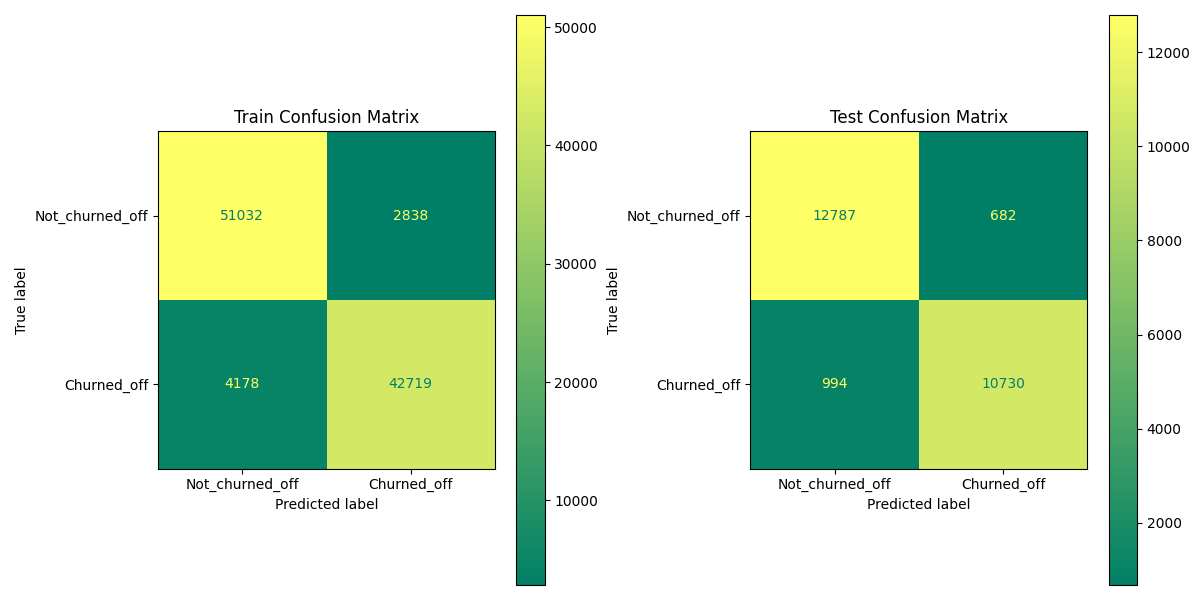 Train Confusion Matrix
True label
Not_churned_off
Churned_off
51032
2838
4178
42719
Not_churned_off
Churned_off
Predicted label
50000
40000
30000
20000
10000
Test Confusion Matrix
True label
Not_churned_off
Churned_off
12787
682
994
10730
Not_churned_off
Churned_off
Predicted label
12000
10000
8000
6000
4000
2000